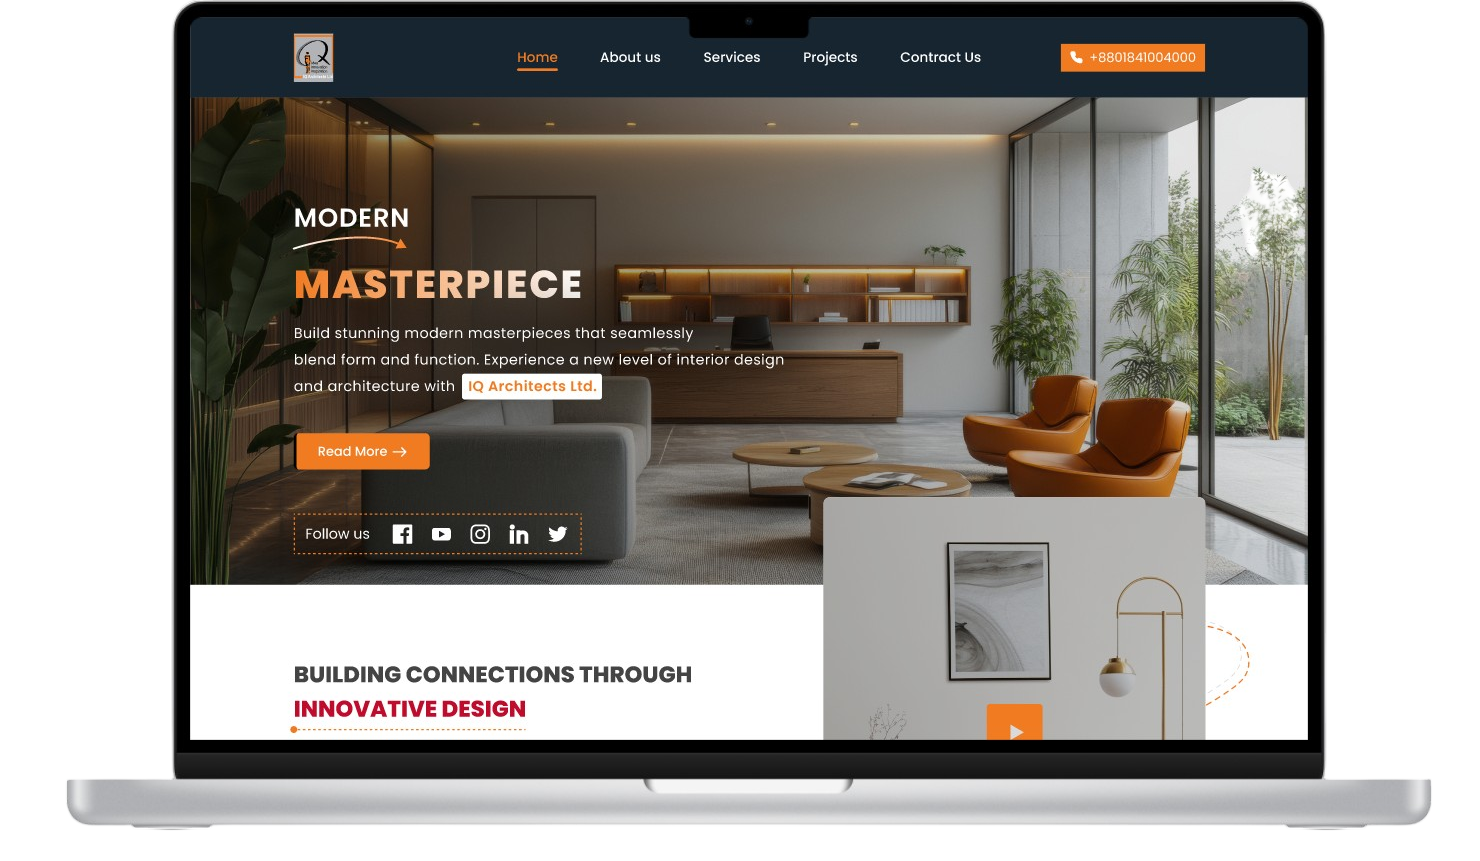 Home About us Services Projects Contract Us +8801841004000
MODERN
MASTERPIECE
Build stunning modern masterpieces that seamlessly
blend form and function. Experience a new level of interior design
and architecture with IQ Architects Ltd.
Read More
Follow us
BUILDING CONNECTIONS THROUGH
INNOVATIVE DESIGN